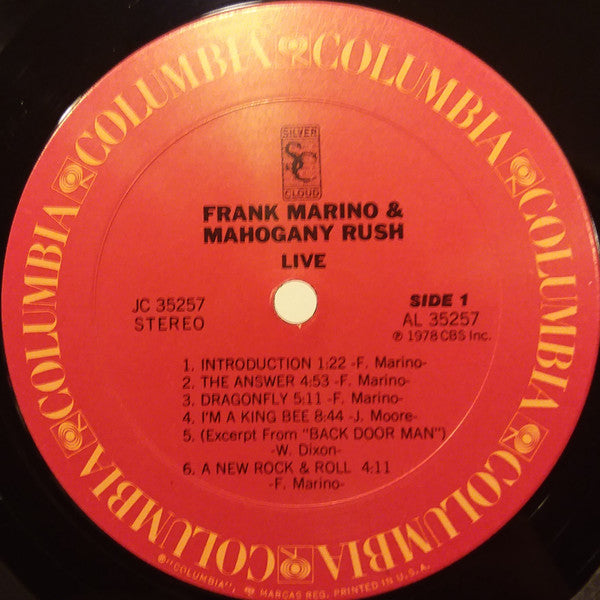 COLUMBIA COLUMBIA COLUMBIA COLUMBIA COLUMBIA COLUMBIA
SILVER
SC
CLOUD
FRANK MARINO &
MAHOGANY RUSH
LIVE
JC 35257
STEREO
SIDE 1
AL 35257
℗ 1978 CBS Inc.
1. INTRODUCTION 1:22 -F. Marino-
2. THE ANSWER 4:53 -F. Marino-
3. DRAGONFLY 5:11 -F. Marino-
4. I'M A KING BEE 8:44 -J. Moore-
5. (Excerpt From "BACK DOOR MAN")
-W. Dixon-
6. A NEW ROCK & ROLL 4:11
-F. Marino-
"COLUMBIA", MARCAS REG. PRINTED IN U.S.A.